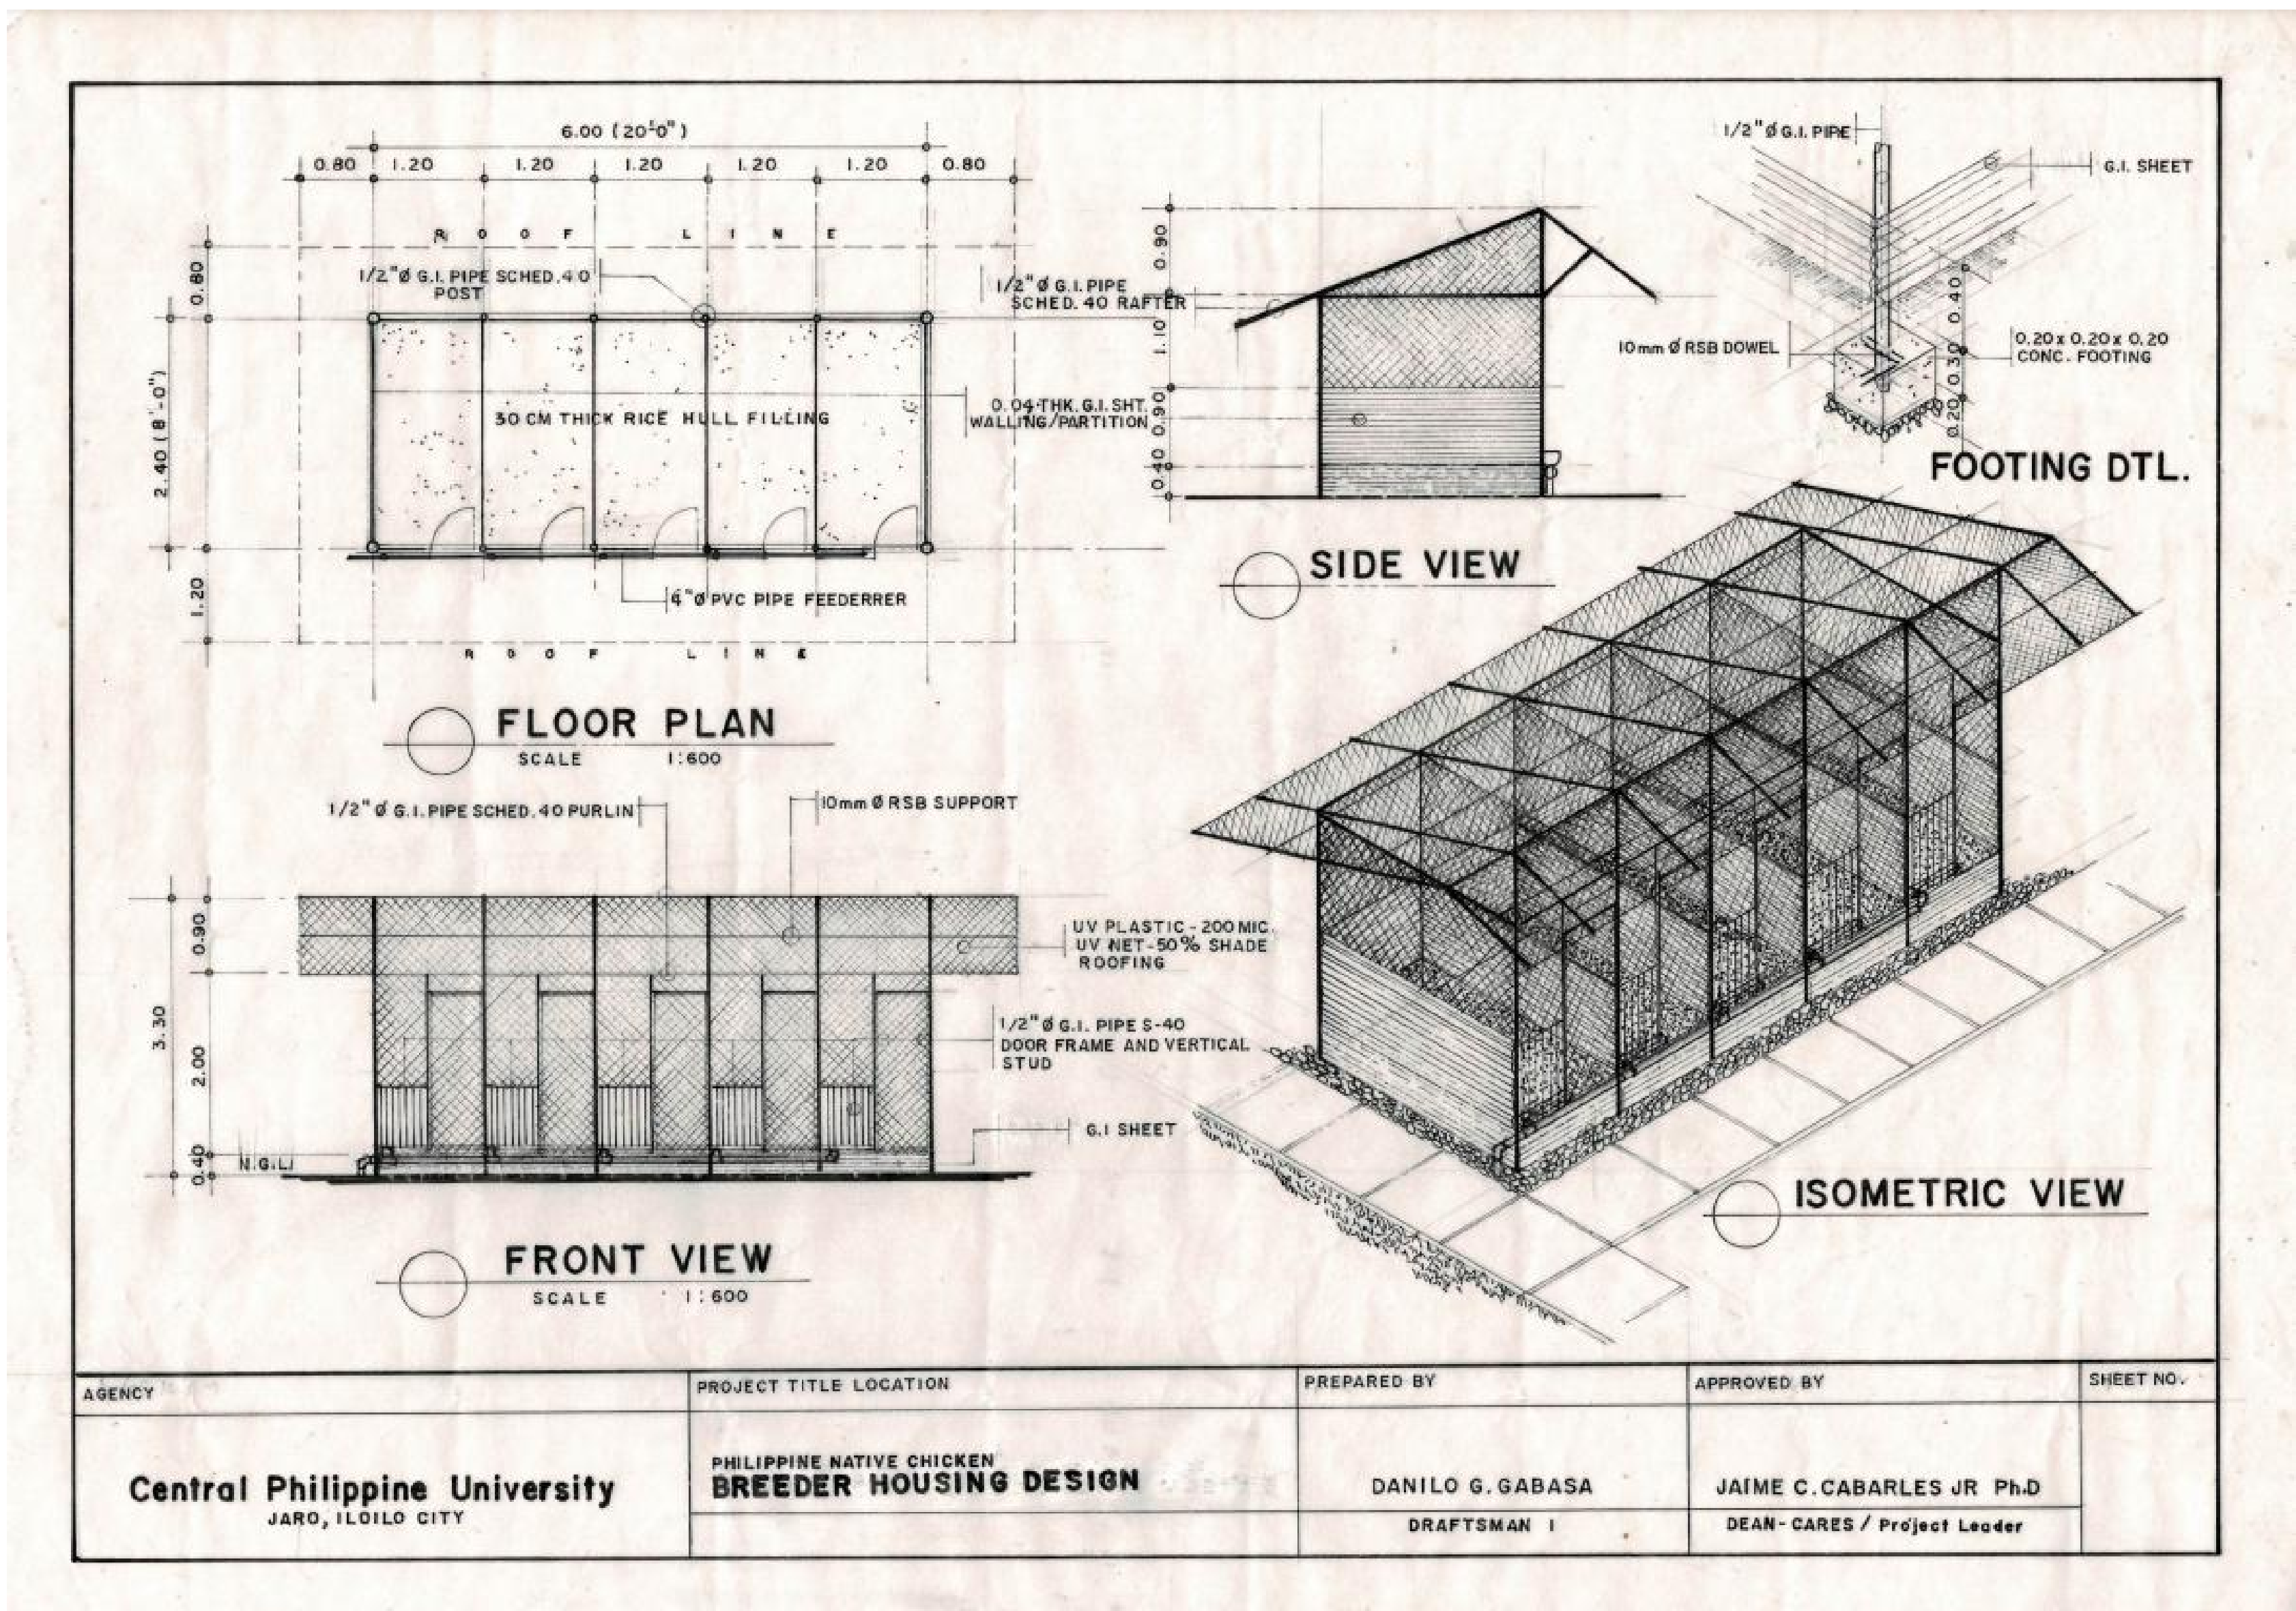 6.00 (20'-0")
0.80 1.20 1.20 1.20 1.20 1.20 0.80
ROOF LINE
0.80
1/2"Ø G.I. PIPE SCHED.40
POST
2.40 (8'-0")
30 CM THICK RICE HULL FILLING
0.04 THK. G.I. SHT.
WALLING/PARTITION
1.20
4"Ø PVC PIPE FEEDERRER
ROOF LINE
FLOOR PLAN
SCALE 1:600
1/2"Ø G.I. PIPE
SCHED. 40 RAFTER
0.90
1.10
0.90
0.40
SIDE VIEW
1/2"Ø G.I. PIPE
G.I. SHEET
0.40
10mm Ø RSB DOWEL
0.20 x 0.20 x 0.20
CONC. FOOTING
0.30
0.20
FOOTING DTL.
1/2"Ø G.I. PIPE SCHED. 40 PURLIN
10mm Ø RSB SUPPORT
0.90
UV PLASTIC - 200 MIC.
UV NET - 50% SHADE
ROOFING
3.30
2.00
1/2"Ø G.I. PIPE S-40
DOOR FRAME AND VERTICAL
STUD
G.I SHEET
0.40
N.G.L.
FRONT VIEW
SCALE 1:600
ISOMETRIC VIEW
AGENCY
Central Philippine University
JARO, ILOILO CITY
PROJECT TITLE LOCATION
PHILIPPINE NATIVE CHICKEN
BREEDER HOUSING DESIGN
PREPARED BY
DANILO G. GABASA
DRAFTSMAN I
APPROVED BY
JAIME C. CABARLES JR Ph.D
DEAN-CARES / Project Leader
SHEET NO.